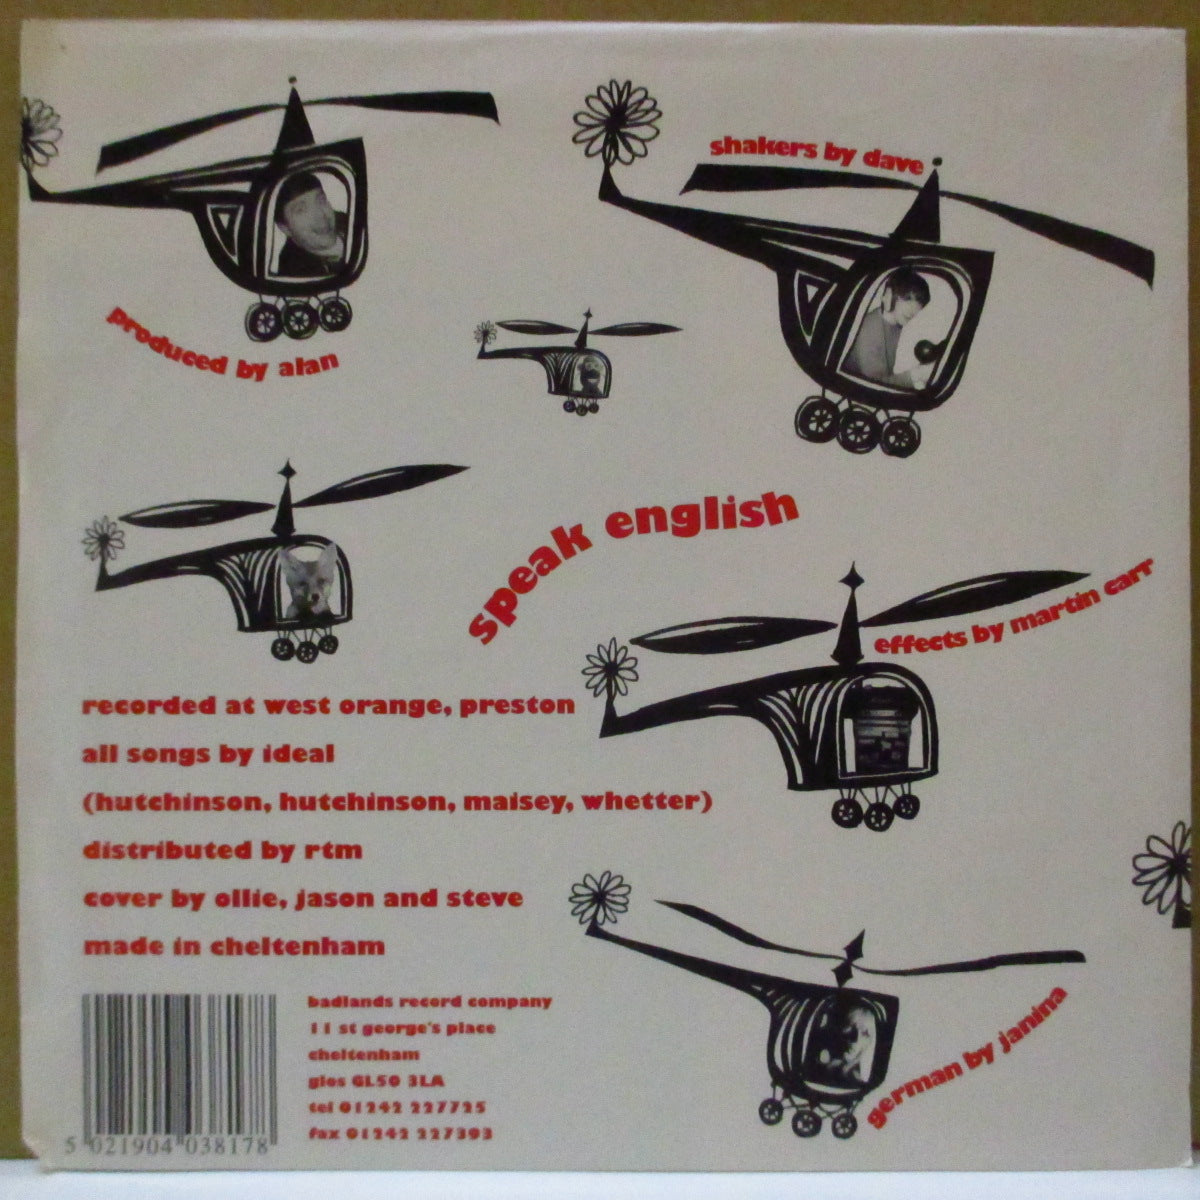 shakers by dave
produced by alan
speak english
effects by martin carr
recorded at west orange, preston
all songs by ideal
(hutchinson, hutchinson, maisey, whetter)
distributed by rtm
cover by ollie, jason and steve
made in cheltenham
german by janina
badlands record company
11 st george's place
cheltenham
glos GL50 3LA
tel 01242 227725
fax 01242 227393
5 021904 038178